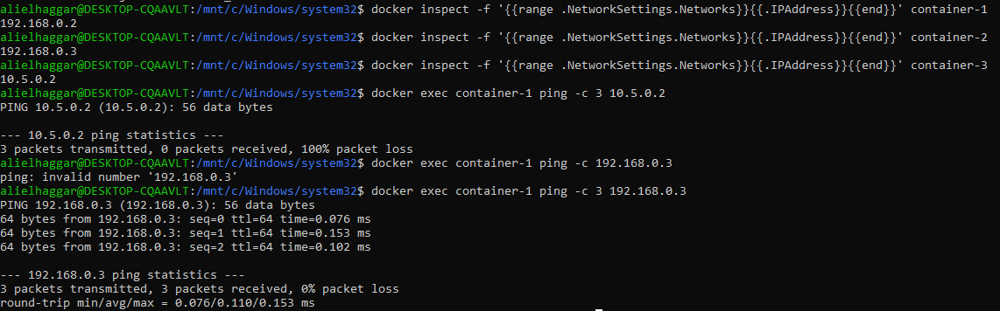 alielhaggar@DESKTOP-CQAAVLT:/mnt/c/Windows/system32$ docker inspect -f '{{range .NetworkSettings.Networks}}{{.IPAddress}}{{end}}' container-1
192.168.0.2
alielhaggar@DESKTOP-CQAAVLT:/mnt/c/Windows/system32$ docker inspect -f '{{range .NetworkSettings.Networks}}{{.IPAddress}}{{end}}' container-2
192.168.0.3
alielhaggar@DESKTOP-CQAAVLT:/mnt/c/Windows/system32$ docker inspect -f '{{range .NetworkSettings.Networks}}{{.IPAddress}}{{end}}' container-3
10.5.0.2
alielhaggar@DESKTOP-CQAAVLT:/mnt/c/Windows/system32$ docker exec container-1 ping -c 3 10.5.0.2
PING 10.5.0.2 (10.5.0.2): 56 data bytes
--- 10.5.0.2 ping statistics ---
3 packets transmitted, 0 packets received, 100% packet loss
alielhaggar@DESKTOP-CQAAVLT:/mnt/c/Windows/system32$ docker exec container-1 ping -c 192.168.0.3
ping: invalid number '192.168.0.3'
alielhaggar@DESKTOP-CQAAVLT:/mnt/c/Windows/system32$ docker exec container-1 ping -c 3 192.168.0.3
PING 192.168.0.3 (192.168.0.3): 56 data bytes
64 bytes from 192.168.0.3: seq=0 ttl=64 time=0.076 ms
64 bytes from 192.168.0.3: seq=1 ttl=64 time=0.153 ms
64 bytes from 192.168.0.3: seq=2 ttl=64 time=0.102 ms
--- 192.168.0.3 ping statistics ---
3 packets transmitted, 3 packets received, 0% packet loss
round-trip min/avg/max = 0.076/0.110/0.153 ms